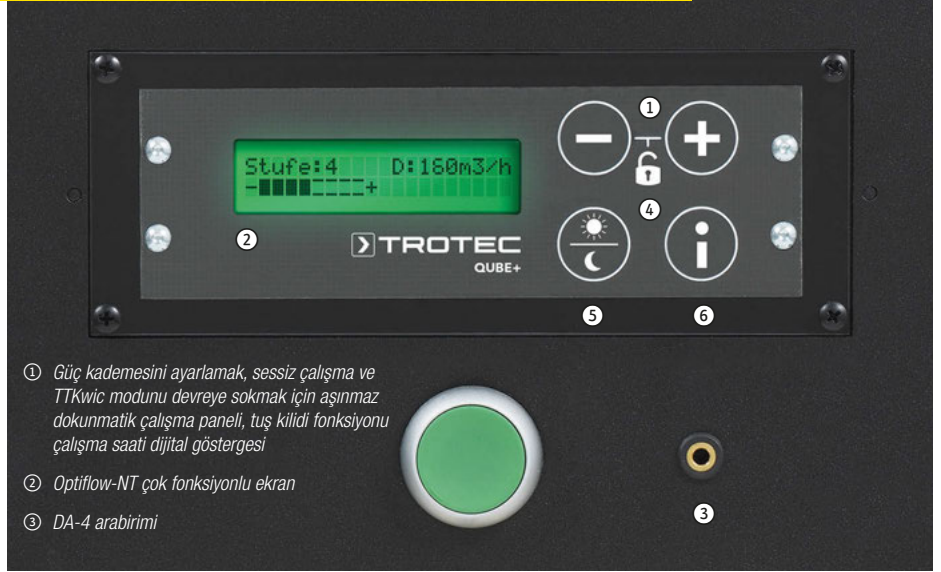 ①
Stufe:4 D:160m3/h
- +
④
②
TROTEC
QUBE+
⑤ ⑥
① Güç kademesini ayarlamak, sessiz çalışma ve
TTKwic modunu devreye sokmak için aşınmaz
dokunmatik çalışma paneli, tuş kilidi fonksiyonu
çalışma saati dijital göstergesi
② Optiflow-NT çok fonksiyonlu ekran
③ DA-4 arabirimi
③